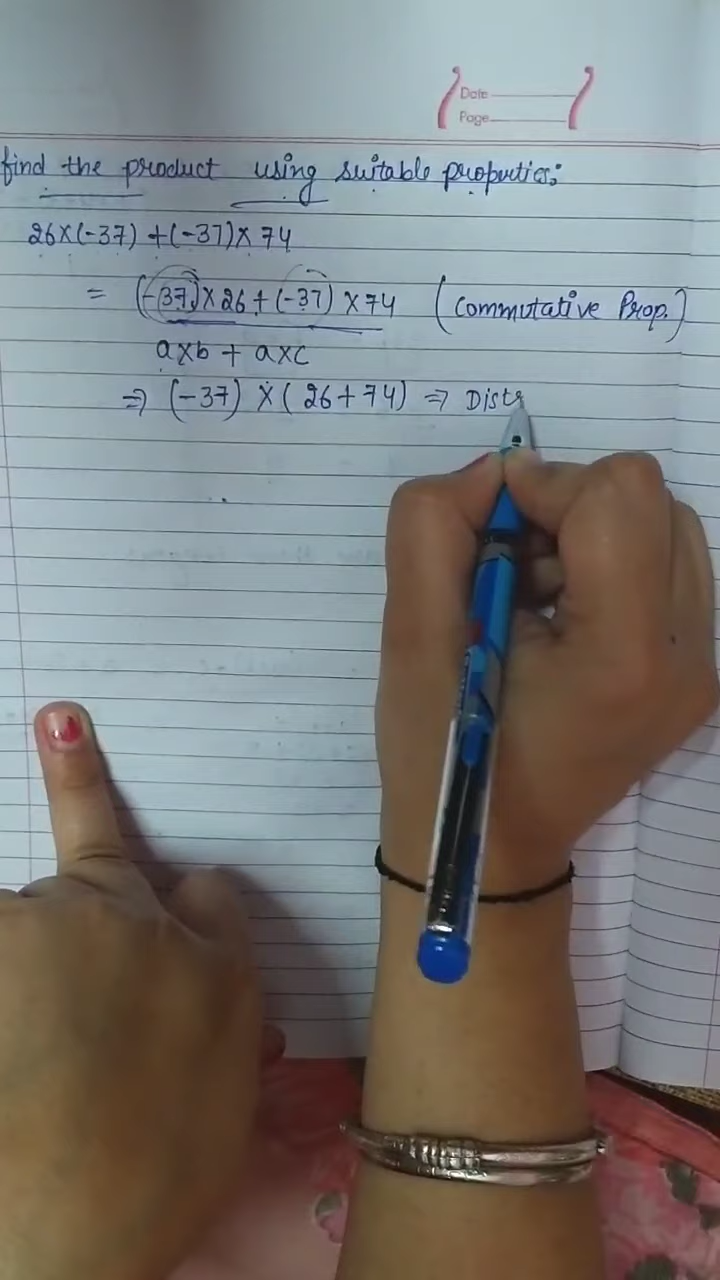 Date
Page
find the product using suitable properties:
26×(-37) +(-37)× 74
= (-37)×26+(-37) ×74 (Commutative Prop.)
a×b + a×c
⇒ (-37) ×( 26+74) ⇒ Distr